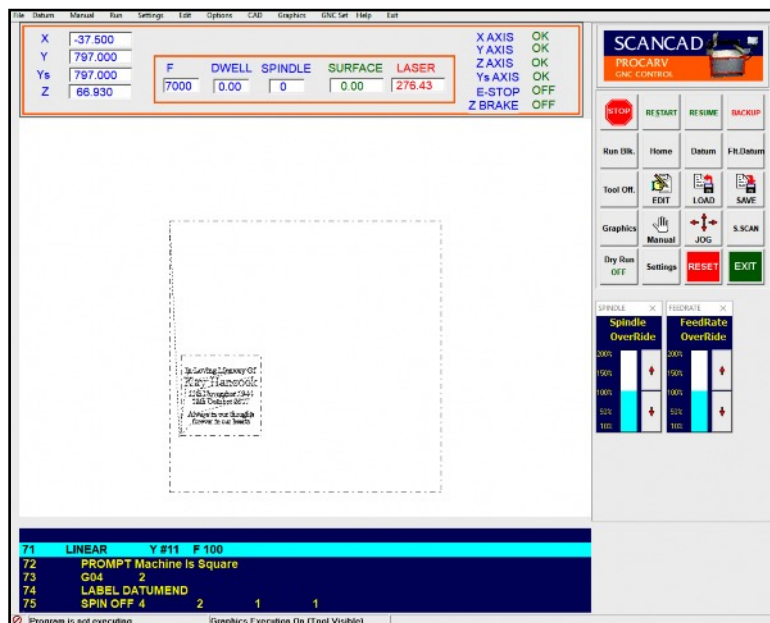 File Datum Manual Run Settings Edit Options CAD Graphics GNC Set Help Exit
X -37.500
Y 797.000
Ys 797.000
Z 66.930
F DWELL SPINDLE SURFACE LASER
7000 0.00 0 0.00 276.43
X AXIS OK
Y AXIS OK
Z AXIS OK
Ys AXIS OK
E-STOP OFF
Z BRAKE OFF
SCANCAD
PROCARV
GNC CONTROL
STOP RESTART RESUME BACKUP
Run Blk. Home Datum Flt.Datum
Tool Off. EDIT LOAD SAVE
Graphics Manual JOG S.SCAN
Dry Run OFF Settings RESET EXIT
SPINDLE FEEDRATE
Spindle FeedRate
OverRide OverRide
200% 200%
150% 150%
100% 100%
53% 53%
In Loving Memory Of
Kay Hancock
Always in our thoughts
forever in our hearts
71 LINEAR Y #11 F 100
72 PROMPT Machine Is Square
73 G04 2
74 LABEL DATUMEND
75 SPIN OFF 4 2 1 1
Program is not executing Graphics Execution On (Tool Visible)